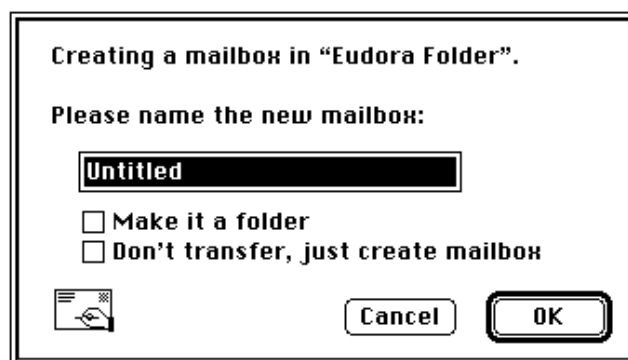 Creating a mailbox in “Eudora Folder”.
Please name the new mailbox:
Untitled
Make it a folder
Don't transfer, just create mailbox
Cancel OK